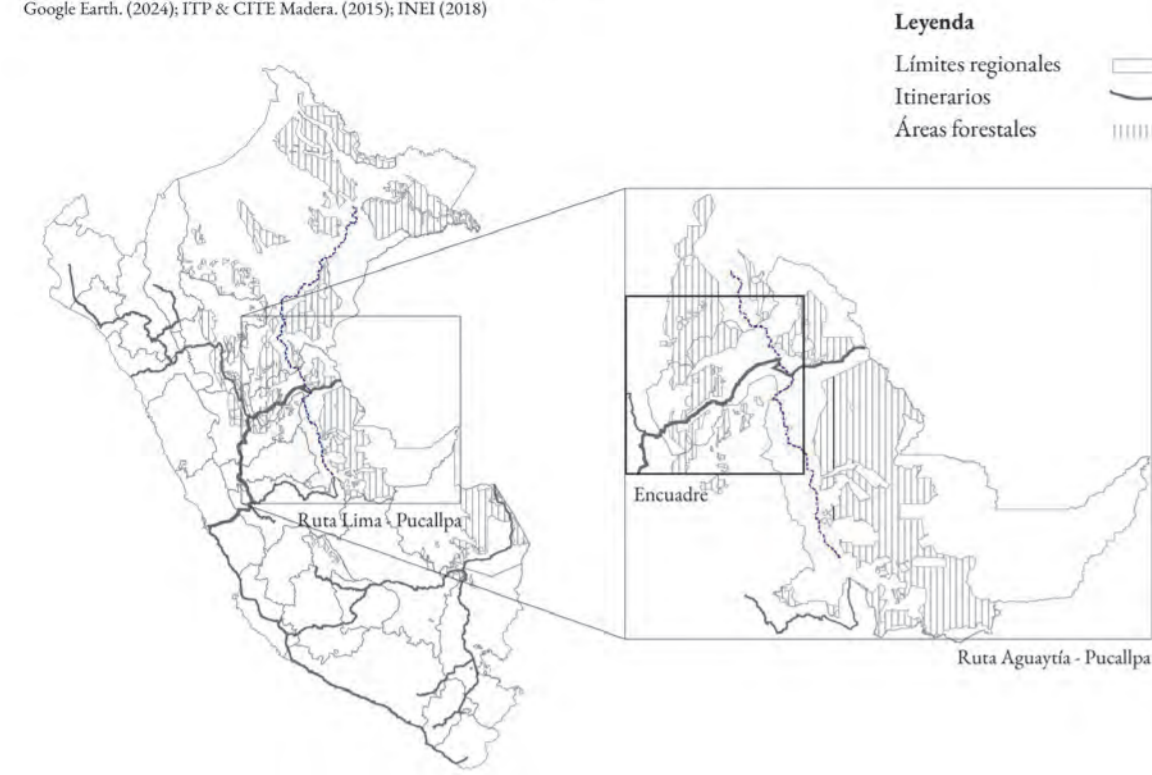 Google Earth. (2024); ITP & CITE Madera. (2015); INEI (2018)
Leyenda
Límites regionales
Itinerarios
Áreas forestales
Encuadre
Ruta Lima - Pucallpa
Ruta Aguaytía - Pucallpa